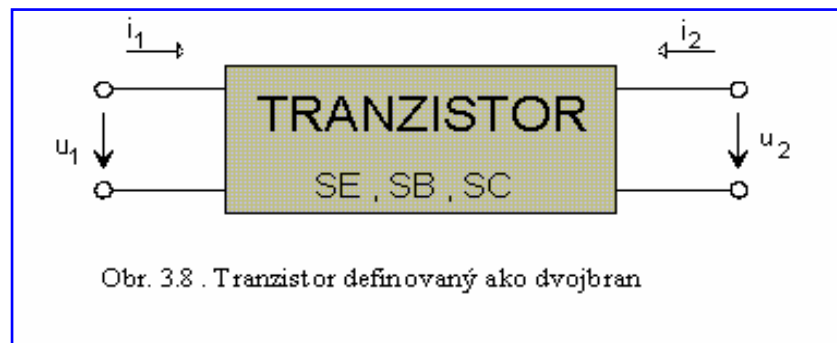 i1 i2
TRANZISTOR
u1 u2
SE , SB , SC
Obr. 3.8 . Tranzistor definovaný ako dvojbran